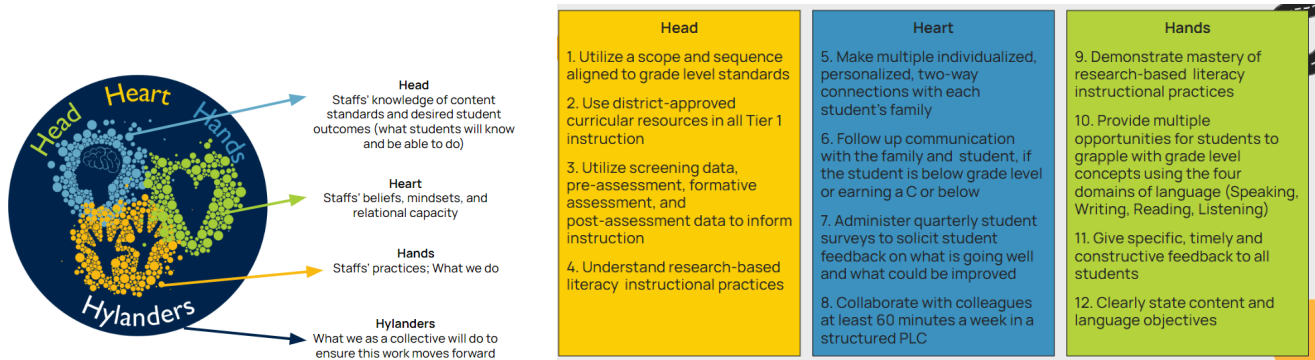 Head
Heart
Hands
Hylanders
Head
Staffs' knowledge of content
standards and desired student
outcomes (what students will know
and be able to do)
Heart
Staffs' beliefs, mindsets, and
relational capacity
Hands
Staffs' practices; What we do
Hylanders
What we as a collective will do to
ensure this work moves forward
Head
1. Utilize a scope and sequence
aligned to grade level standards
2. Use district-approved
curricular resources in all Tier 1
instruction
3. Utilize screening data,
pre-assessment, formative
assessment, and
post-assessment data to inform
instruction
4. Understand research-based
literacy instructional practices
Heart
5. Make multiple individualized,
personalized, two-way
connections with each
student's family
6. Follow up communication
with the family and student, if
the student is below grade level
or earning a C or below
7. Administer quarterly student
surveys to solicit student
feedback on what is going well
and what could be improved
8. Collaborate with colleagues
at least 60 minutes a week in a
structured PLC
Hands
9. Demonstrate mastery of
research-based literacy
instructional practices
10. Provide multiple
opportunities for students to
grapple with grade level
concepts using the four
domains of language (Speaking,
Writing, Reading, Listening)
11. Give specific, timely and
constructive feedback to all
students
12. Clearly state content and
language objectives